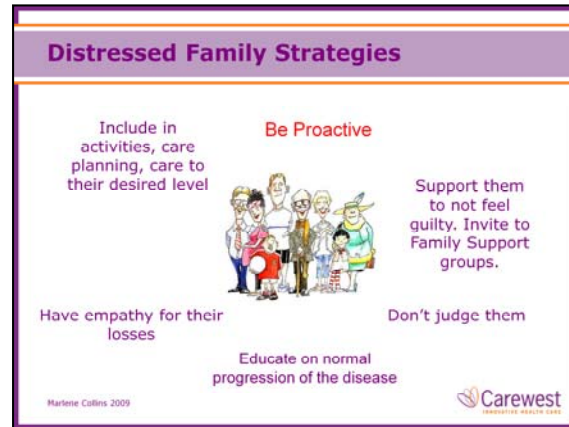 Distressed Family Strategies
Include in
activities, care
planning, care to
their desired level
Be Proactive
Support them
to not feel
guilty. Invite to
Family Support
groups.
Have empathy for their
losses
Don't judge them
Educate on normal
progression of the disease
Marlene Collins 2009
Carewest
INNOVATIVE HEALTH CARE